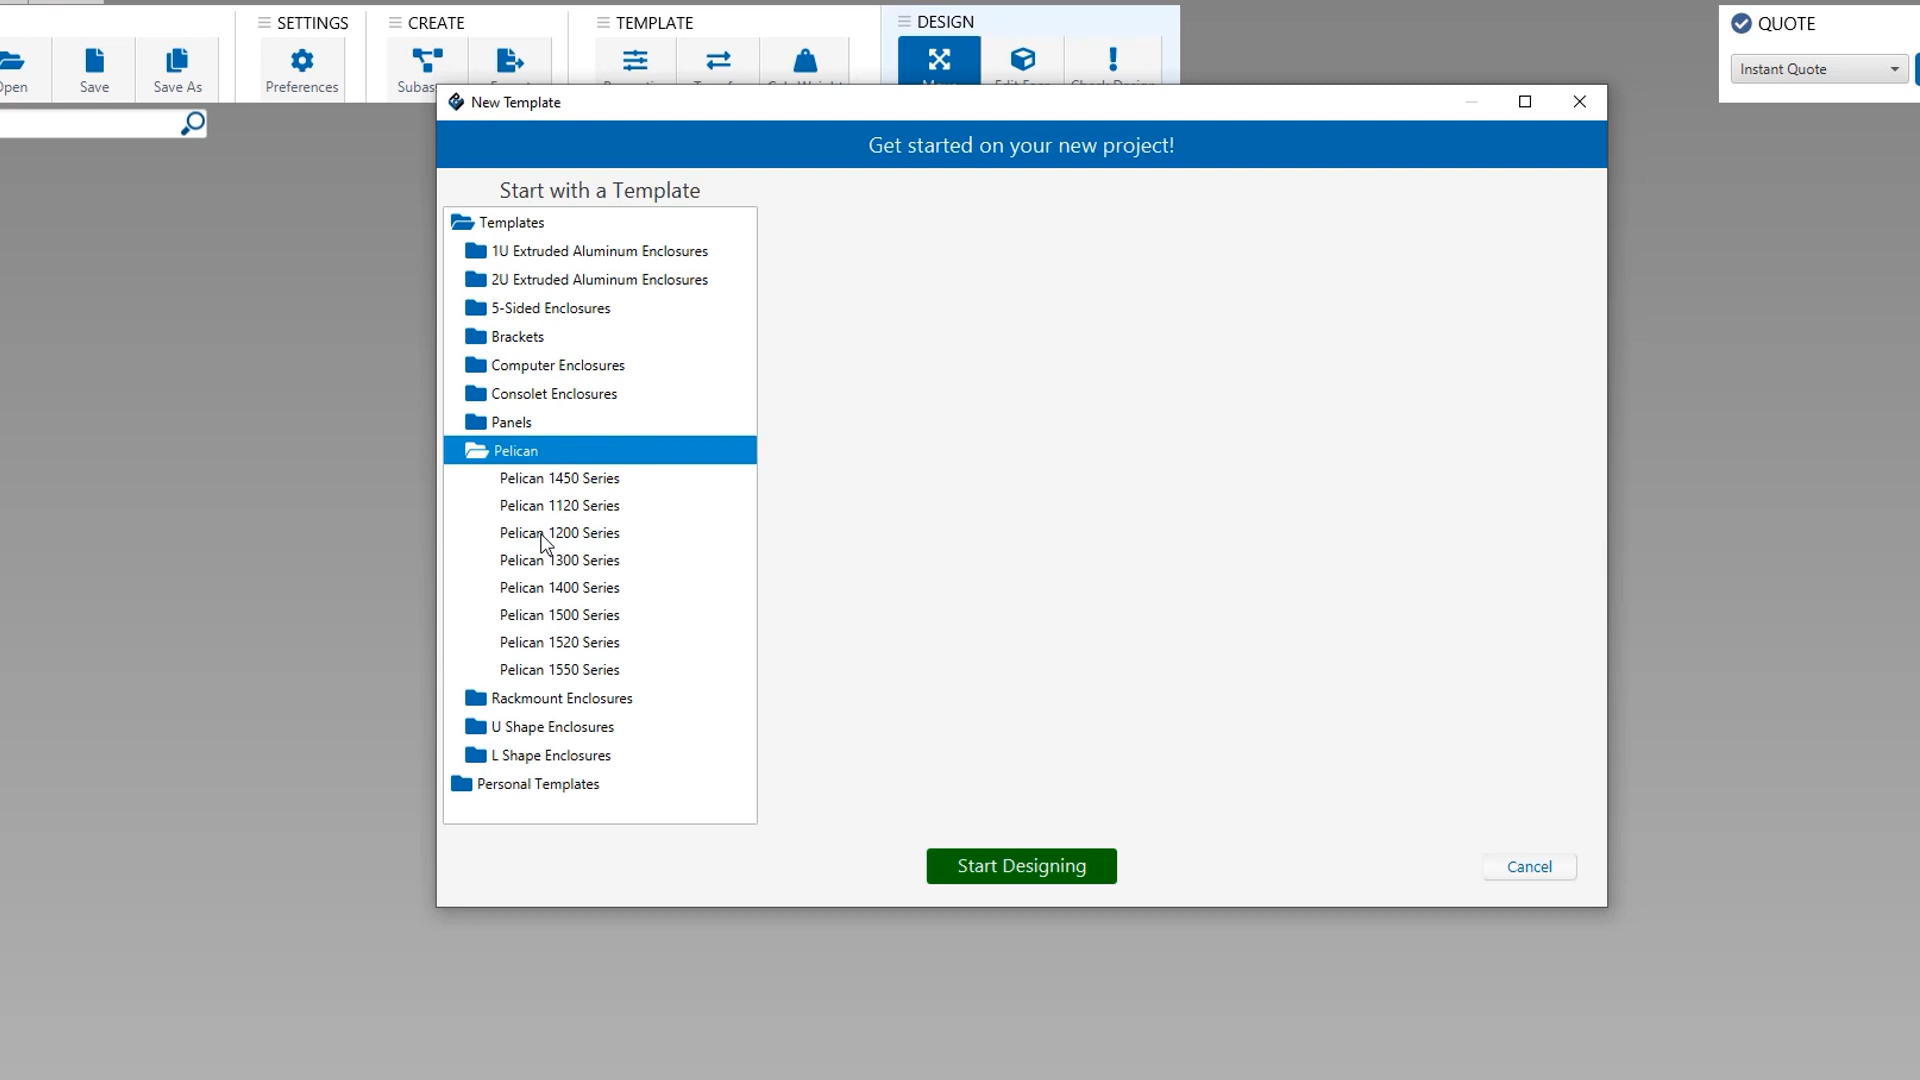 SETTINGS
CREATE
TEMPLATE
DESIGN
QUOTE
Open
Save
Save As
Preferences
Instant Quote
New Template
Get started on your new project!
Start with a Template
Templates
1U Extruded Aluminum Enclosures
2U Extruded Aluminum Enclosures
5-Sided Enclosures
Brackets
Computer Enclosures
Consolet Enclosures
Panels
Pelican
Pelican 1450 Series
Pelican 1120 Series
Pelican 1200 Series
Pelican 1300 Series
Pelican 1400 Series
Pelican 1500 Series
Pelican 1520 Series
Pelican 1550 Series
Rackmount Enclosures
U Shape Enclosures
L Shape Enclosures
Personal Templates
Start Designing
Cancel